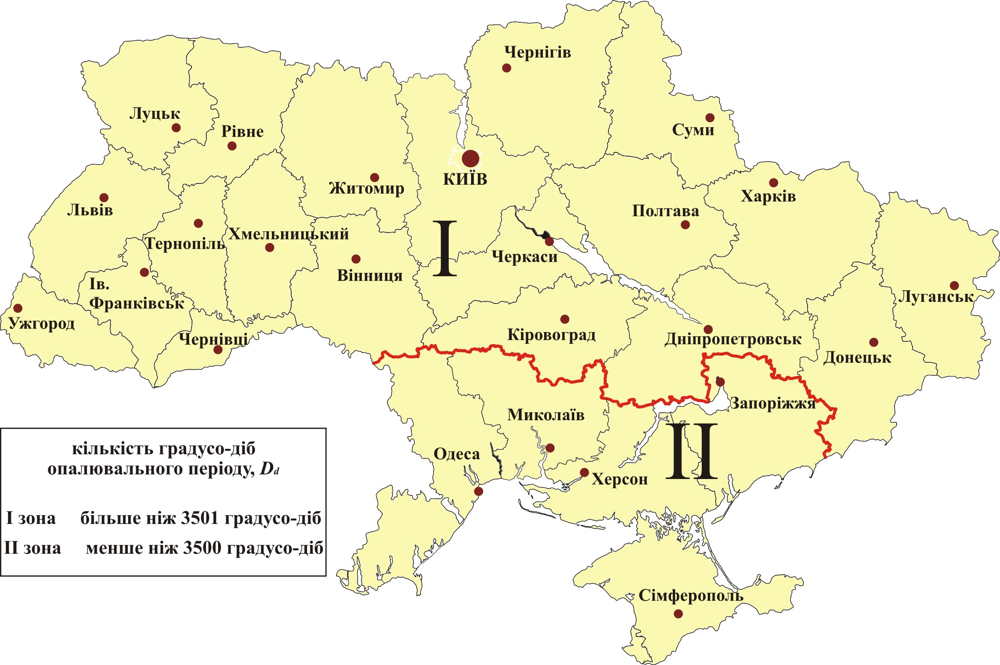 Чернігів
Луцьк
Рівне
Суми
КИЇВ
Житомир
Харків
Львів
Полтава
I
Хмельницький
Тернопіль
Черкаси
Вінниця
Ів.
Франківськ
Луганськ
Ужгород
Чернівці
Кіровоград
Дніпропетровськ
Донецьк
Запоріжжя
Миколаїв
II
Одеса
Херсон
Сімферополь
кількість градусо-діб
опалювального періоду, Dd
I зона більше ніж 3501 градусо-діб
II зона менше ніж 3500 градусо-діб